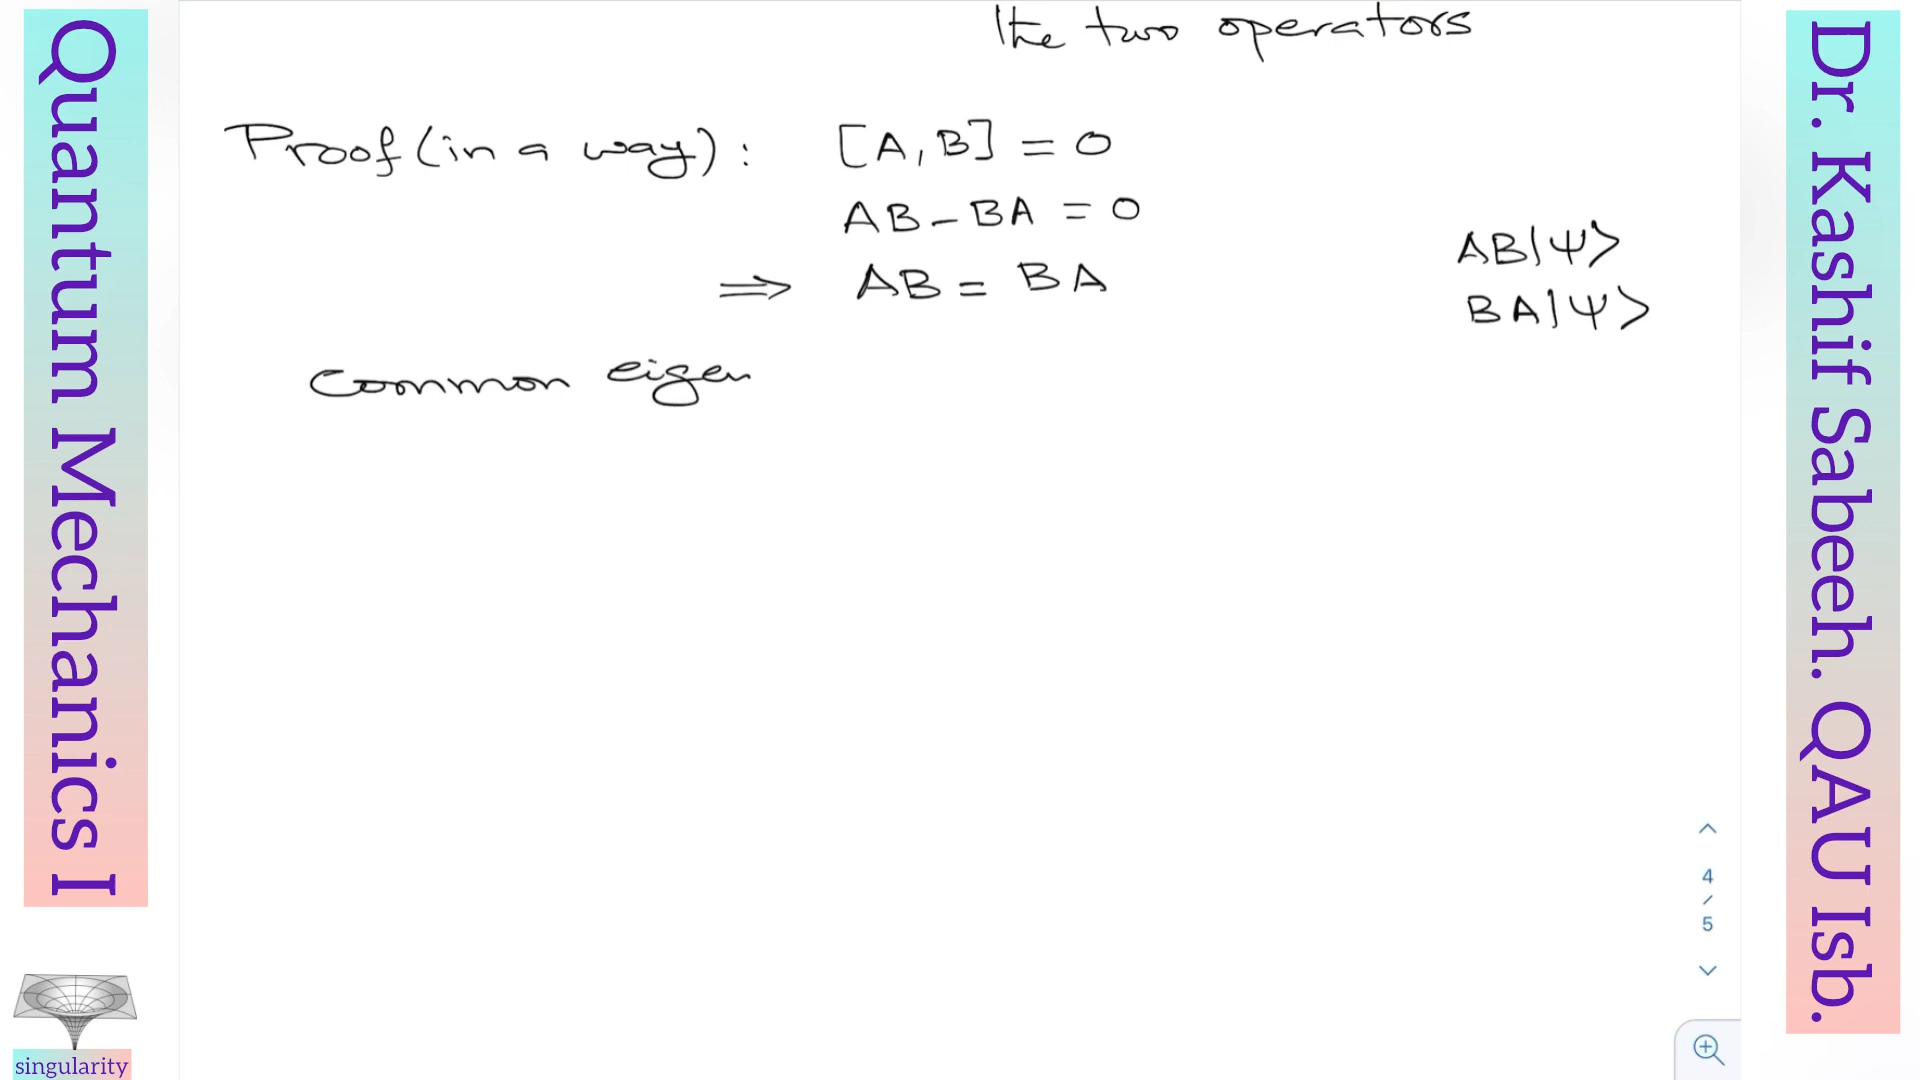 Quantum Mechanics I
the two operators
Proof (in a way) : [A, B] = 0
AB - BA = 0
⟹ AB = BA
AB|Ψ>
BA|Ψ>
common eigen
4
/
5
singularity
Dr. Kashif Sabeeh. QAU Isb.